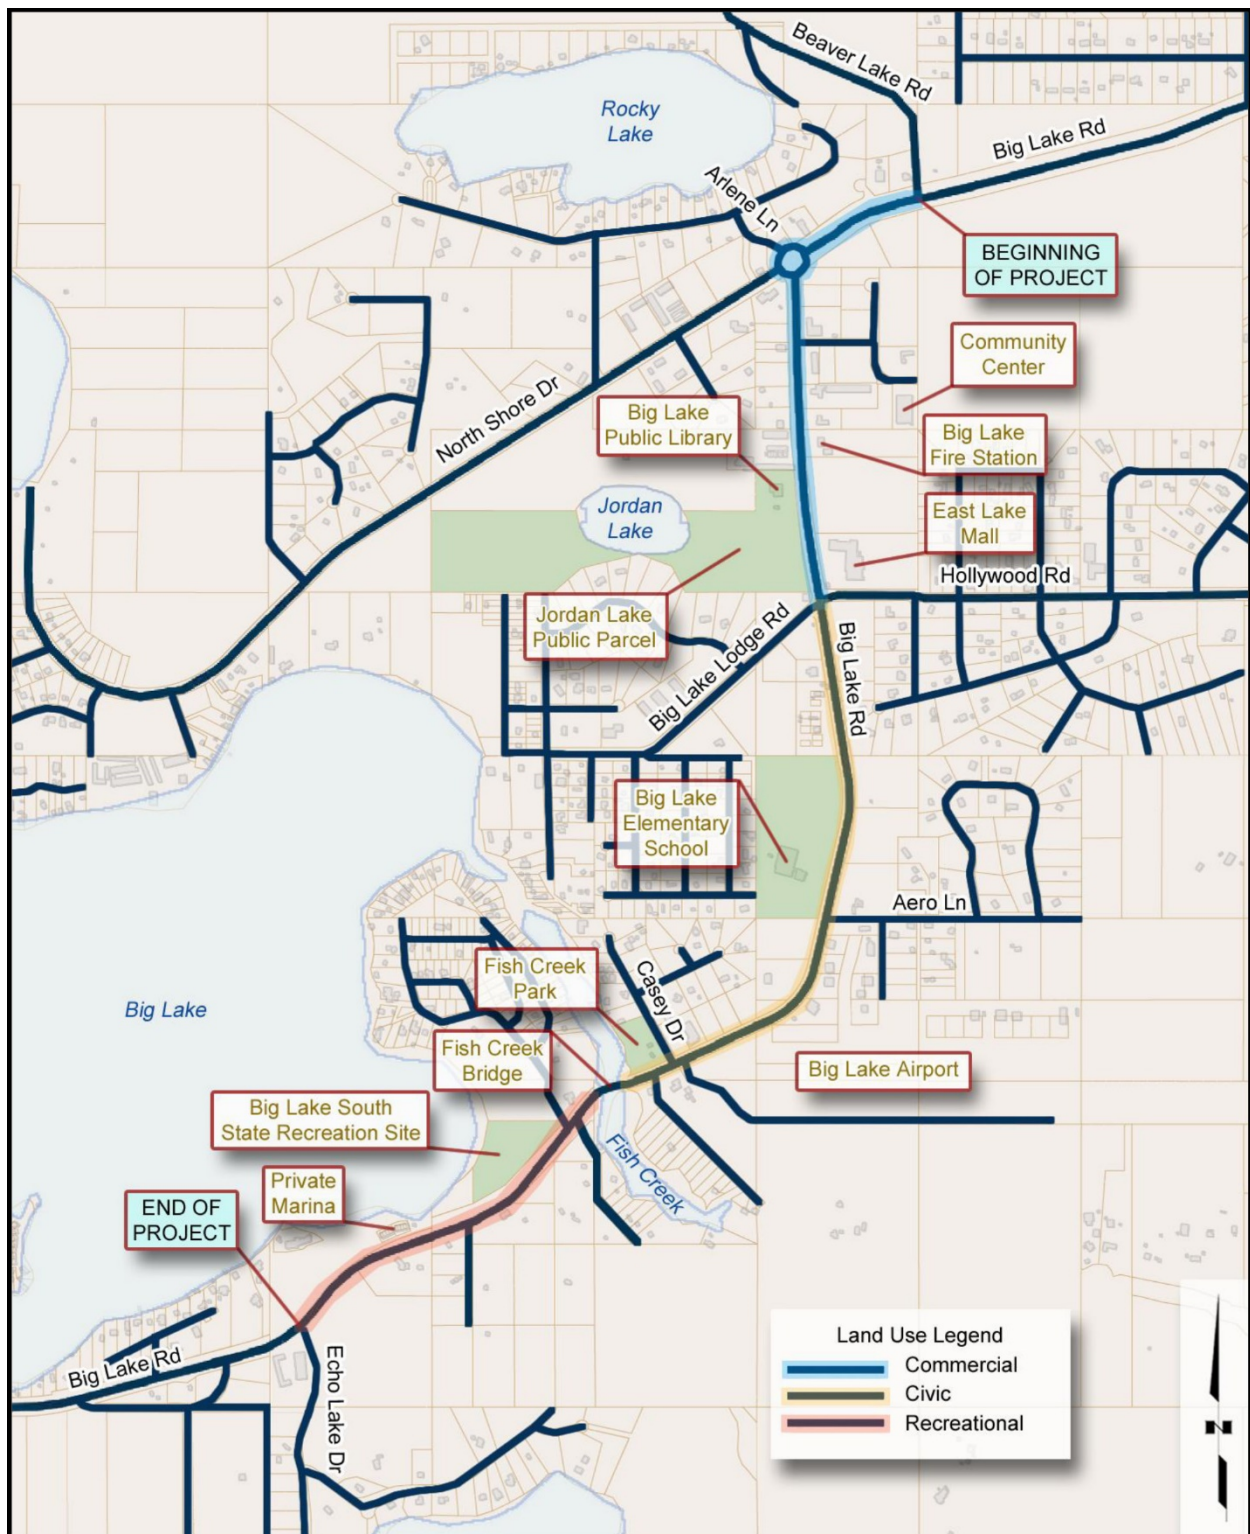 Beaver Lake Rd
Rocky
Lake
Big Lake Rd
Arlene Ln
BEGINNING
OF PROJECT
Community
Center
North Shore Dr
Big Lake
Public Library
Big Lake
Fire Station
Jordan
Lake
East Lake
Mall
Hollywood Rd
Jordan Lake
Public Parcel
Big Lake Lodge Rd
Big Lake Rd
Big Lake
Elementary
School
Aero Ln
Fish Creek
Park
Casey Dr
Big Lake
Fish Creek
Bridge
Big Lake Airport
Big Lake South
State Recreation Site
Fish Creek
Private
Marina
END OF
PROJECT
Big Lake Rd
Echo Lake Dr
Land Use Legend
Commercial
Civic
Recreational
N